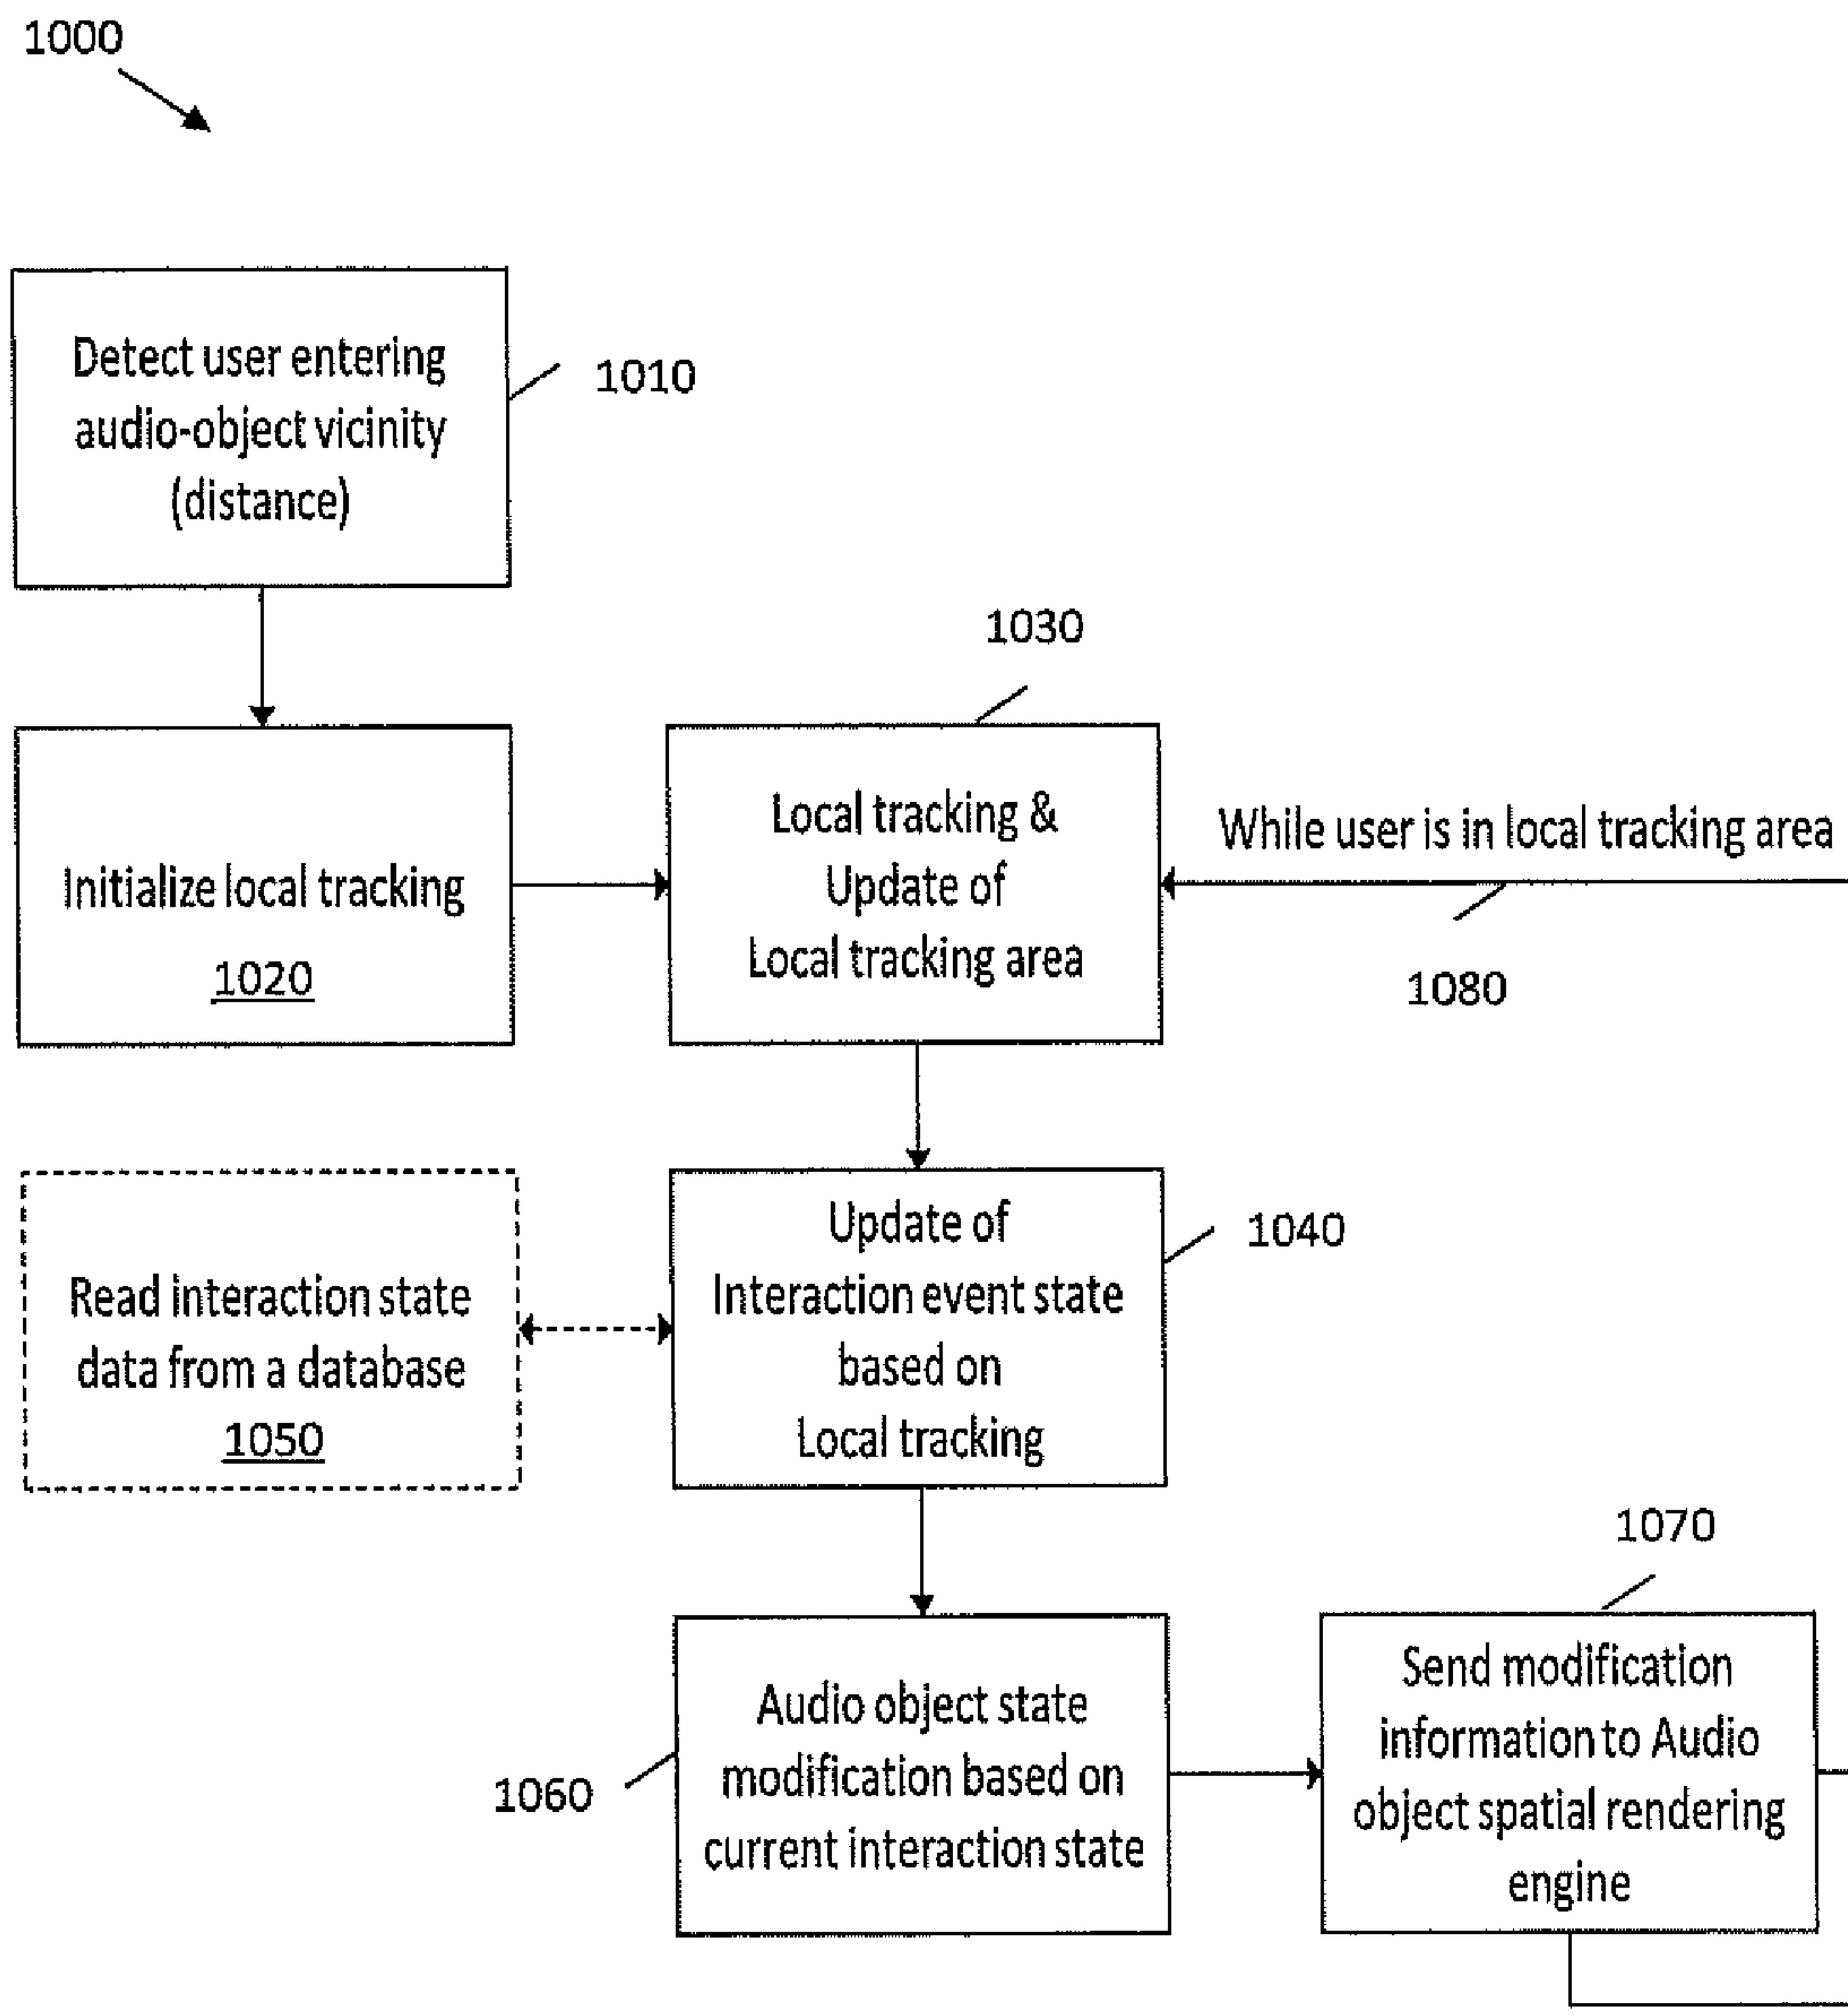 1000
Detect user entering
audio-object vicinity
(distance)
1010
Initialize local tracking
1020
1030
Local tracking &
Update of
Local tracking area
While user is in local tracking area
1080
Read interaction state
data from a database
1050
Update of
Interaction event state
based on
Local tracking
1040
Audio object state
modification based on
current interaction state
1060
1070
Send modification
information to Audio
object spatial rendering
engine